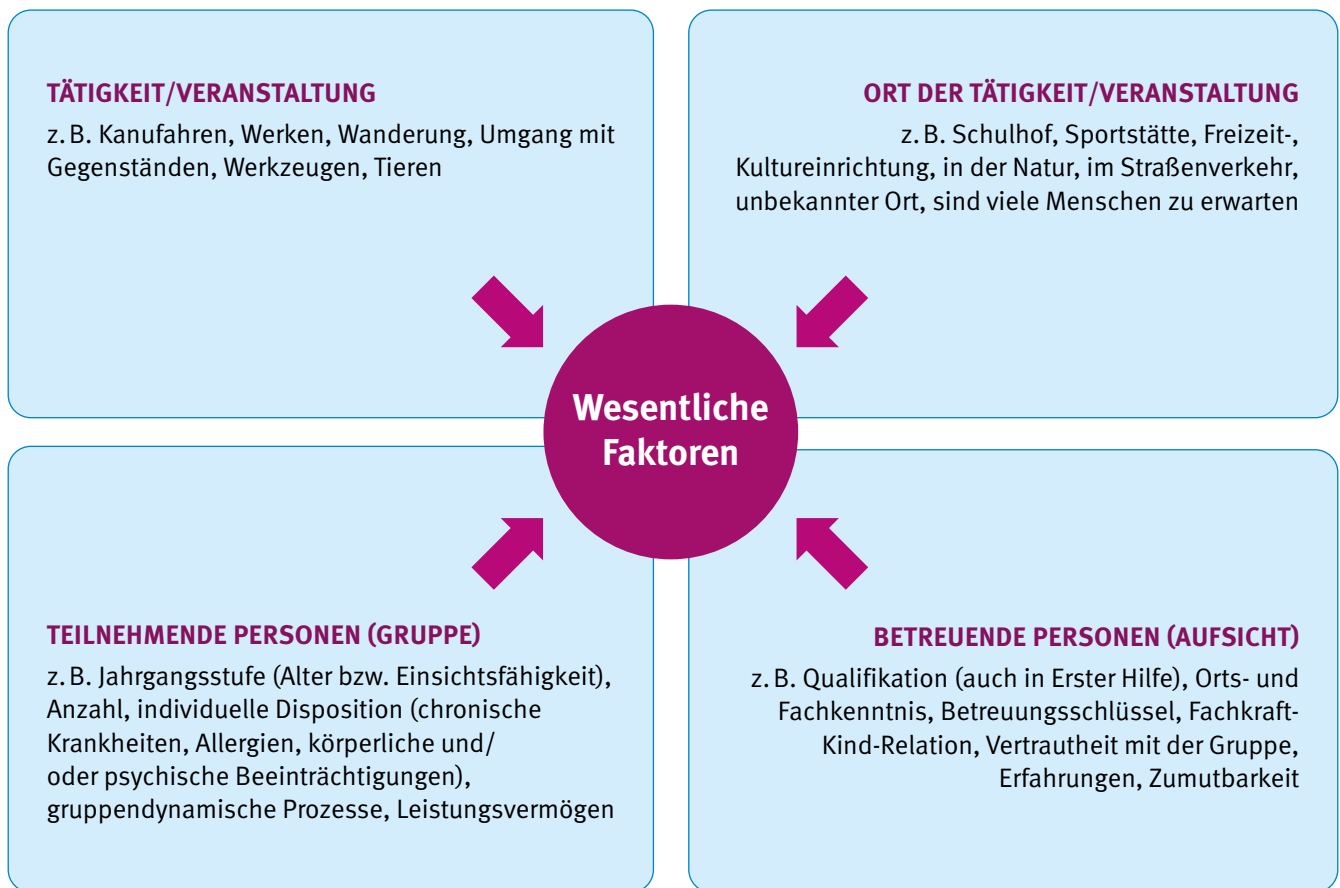 TÄTIGKEIT/VERANSTALTUNG
z. B. Kanufahren, Werken, Wanderung, Umgang mit
Gegenständen, Werkzeugen, Tieren
ORT DER TÄTIGKEIT/VERANSTALTUNG
z. B. Schulhof, Sportstätte, Freizeit-,
Kultureinrichtung, in der Natur, im Straßenverkehr,
unbekannter Ort, sind viele Menschen zu erwarten
Wesentliche
Faktoren
TEILNEHMENDE PERSONEN (GRUPPE)
z. B. Jahrgangsstufe (Alter bzw. Einsichtsfähigkeit),
Anzahl, individuelle Disposition (chronische
Krankheiten, Allergien, körperliche und/
oder psychische Beeinträchtigungen),
gruppendynamische Prozesse, Leistungsvermögen
BETREUENDE PERSONEN (AUFSICHT)
z. B. Qualifikation (auch in Erster Hilfe), Orts- und
Fachkenntnis, Betreuungsschlüssel, Fachkraft-
Kind-Relation, Vertrautheit mit der Gruppe,
Erfahrungen, Zumutbarkeit